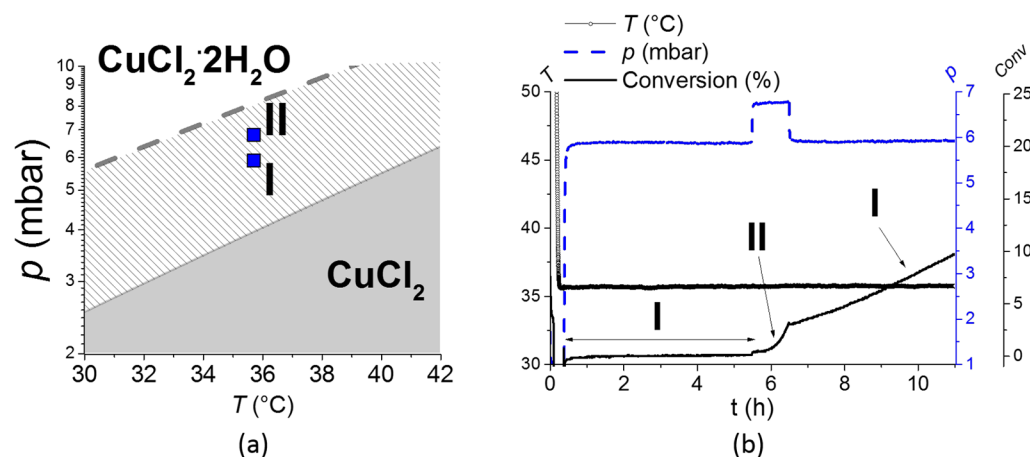 CuCl₂·2H₂O
10
9
8
7
6
5
4
3
2
p (mbar)
II
I
CuCl₂
30 32 34 36 38 40 42
T (°C)
(a)
T (°C)
p (mbar)
Conversion (%)
T
p
Conv
50
45
40
35
30
7
6
5
4
3
2
1
25
20
15
10
5
0
I
II
I
0 2 4 6 8 10
t (h)
(b)